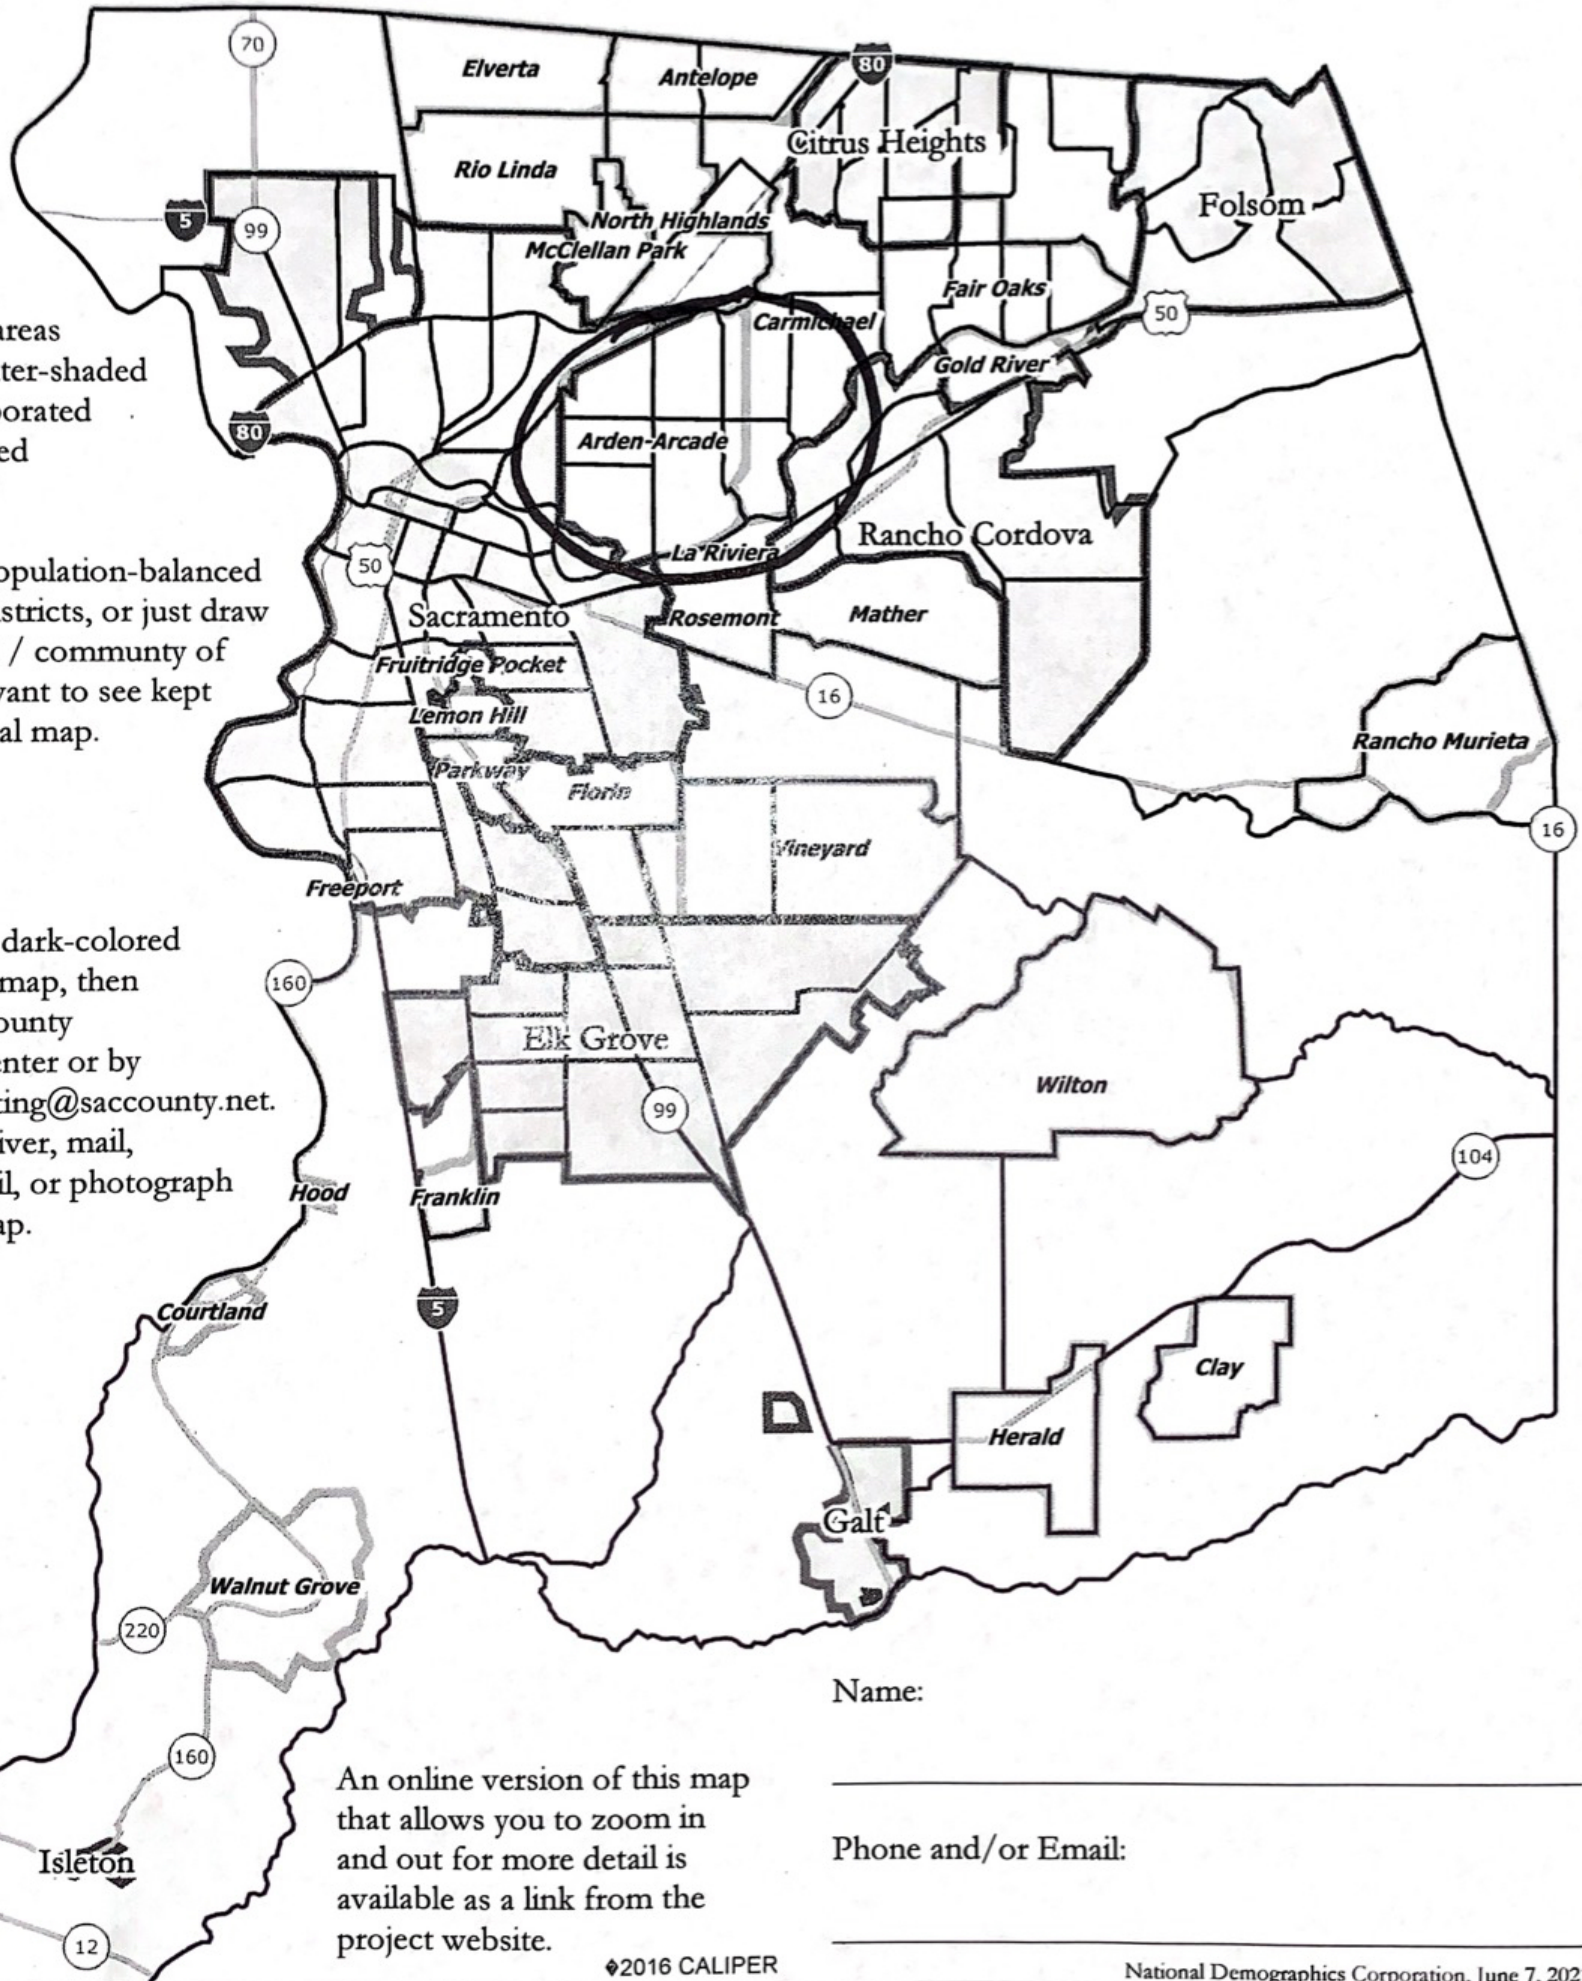 70
80
Elverta
Antelope
Citrus Heights
Rio Linda
Folsom
5
99
North Highlands
McClellan Park
Fair Oaks
50
Carmichael
Gold River
areas
ter-shaded
porated
ed
80
Arden-Arcade
Rancho Cordova
La Riviera
50
opulation-balanced
stricts, or just draw
/ communty of
vant to see kept
al map.
Sacramento
Rosemont
Mather
Fruitridge Pocket
16
Lemon Hill
Rancho Murieta
Parkway
Florin
16
Vineyard
Freeport
dark-colored
map, then
ounty
enter or by
ting@saccounty.net.
iver, mail,
il, or photograph
ap.
160
Elk Grove
Wilton
99
104
Hood
Franklin
Courtland
5
Clay
Herald
Galt
Walnut Grove
220
160
Isleton
12
An online version of this map
that allows you to zoom in
and out for more detail is
available as a link from the
project website.
�2016 CALIPER
Name:
Phone and/or Email:
National Demographics Corporation, June 7, 202